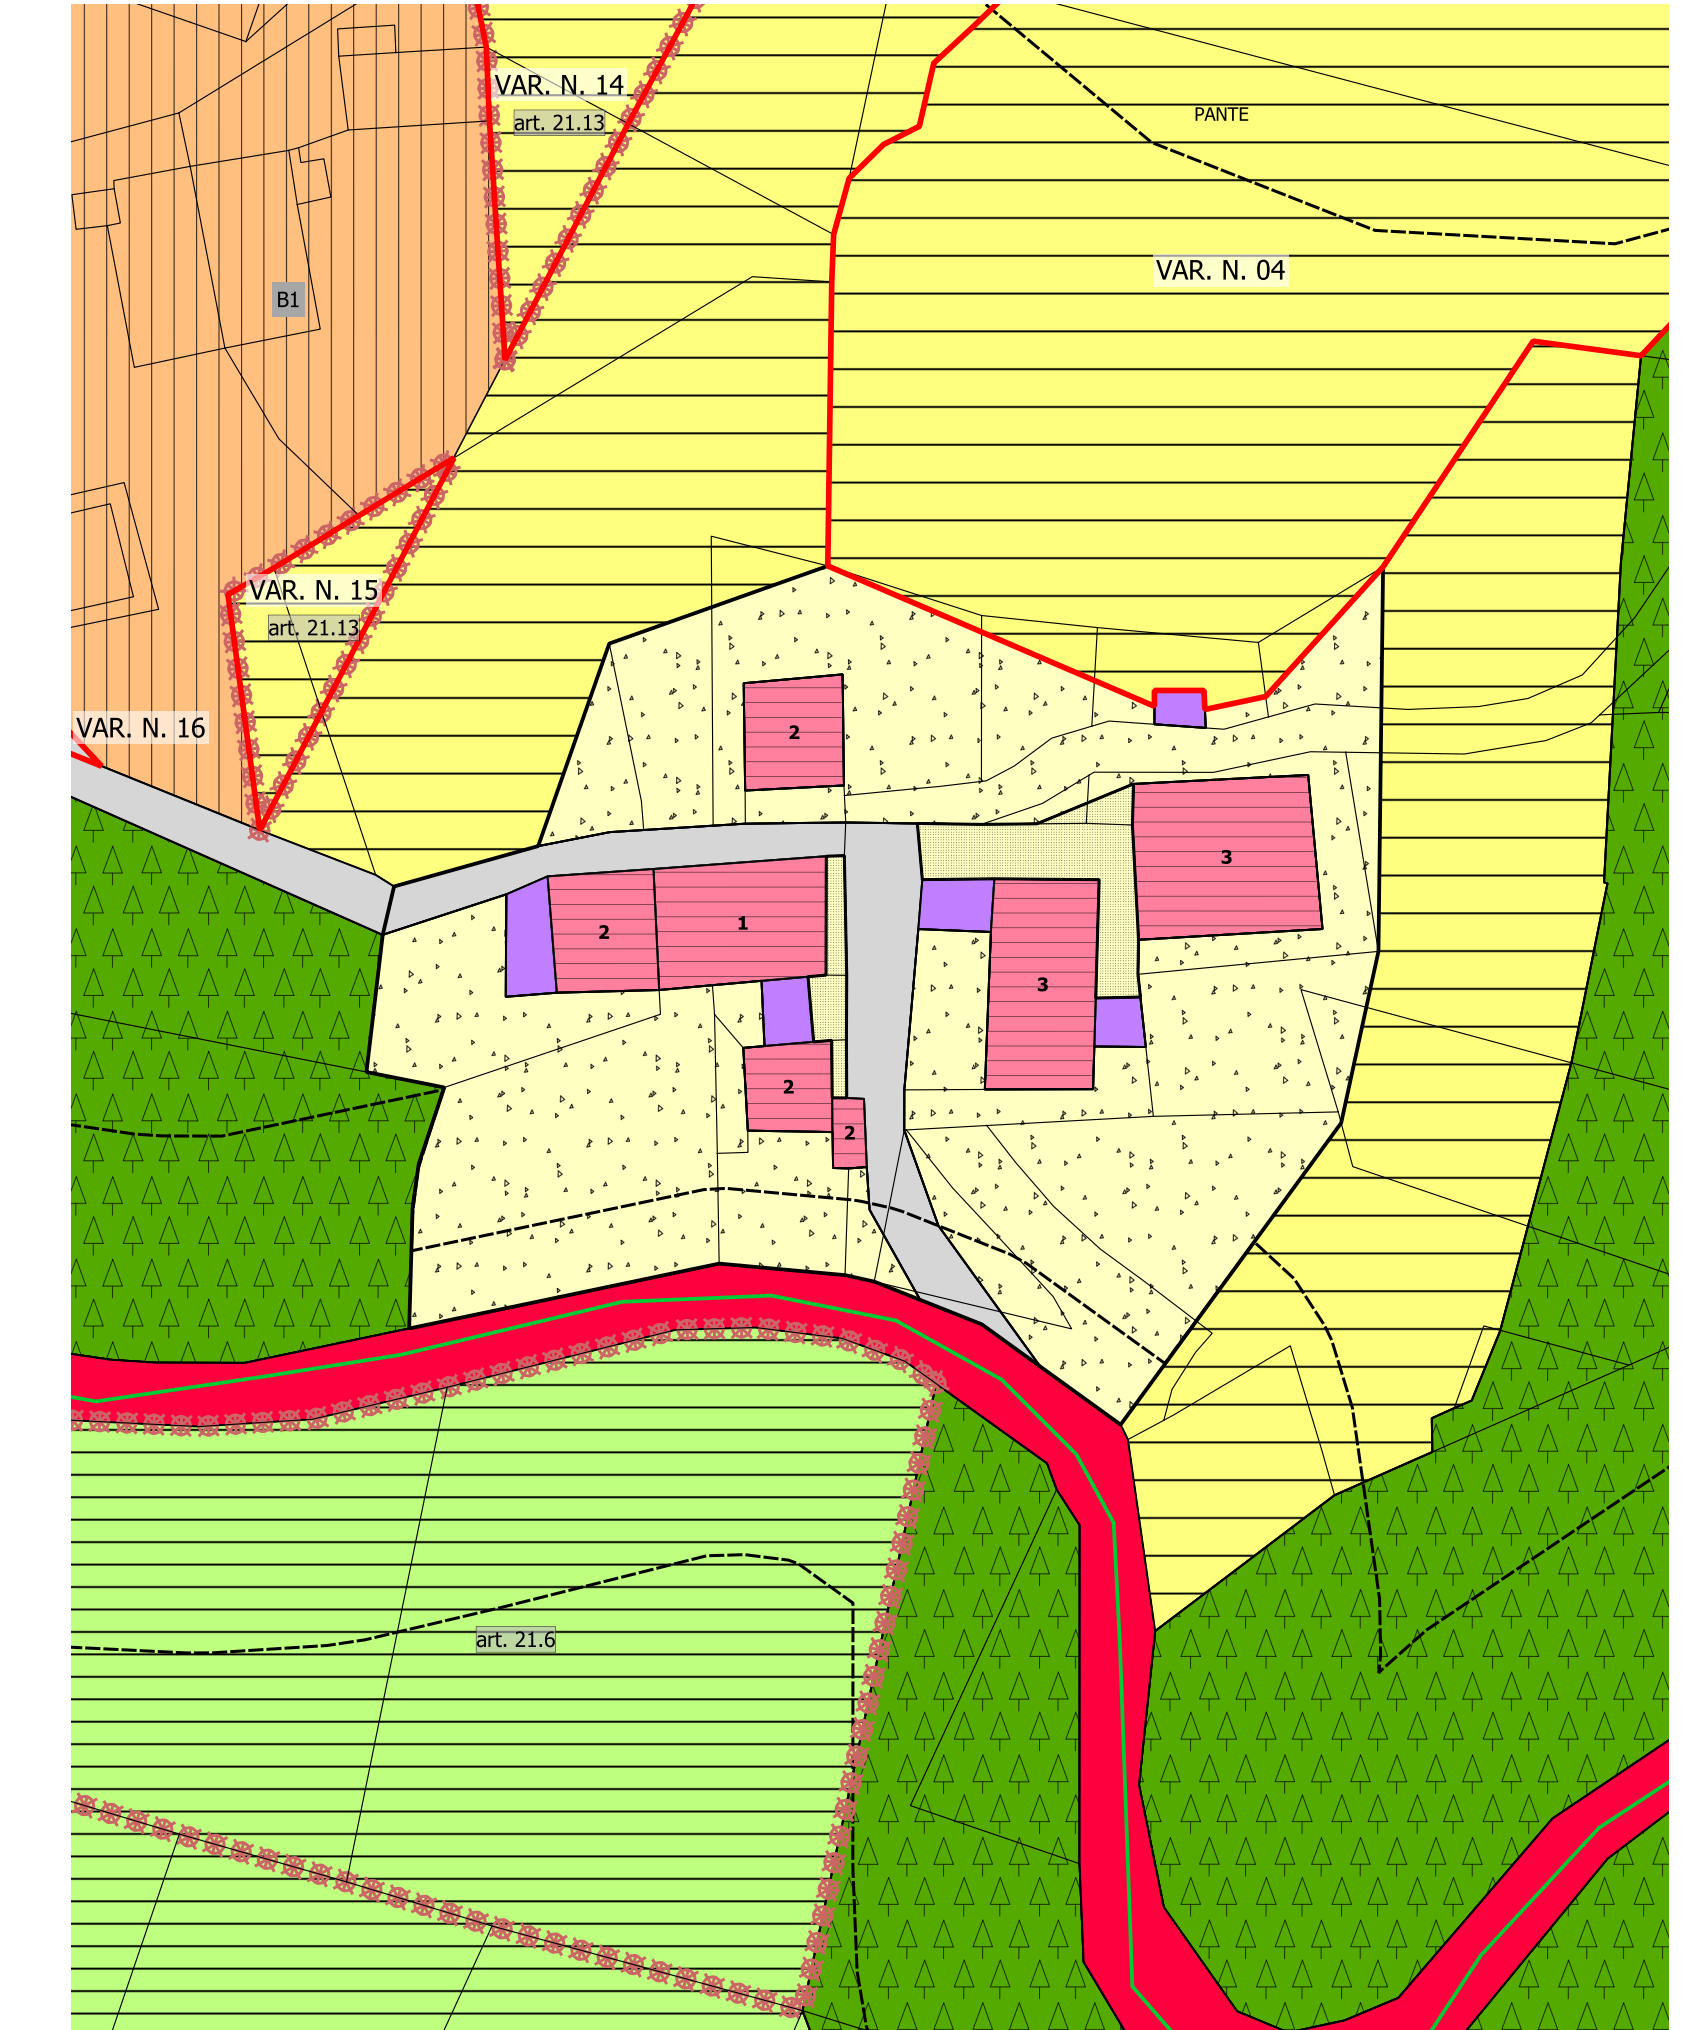 VAR. N. 14
art. 21.13
PANTE
VAR. N. 04
B1
VAR. N. 15
art. 21.13
VAR. N. 16
2
3
2
1
3
2
2
art. 21.6